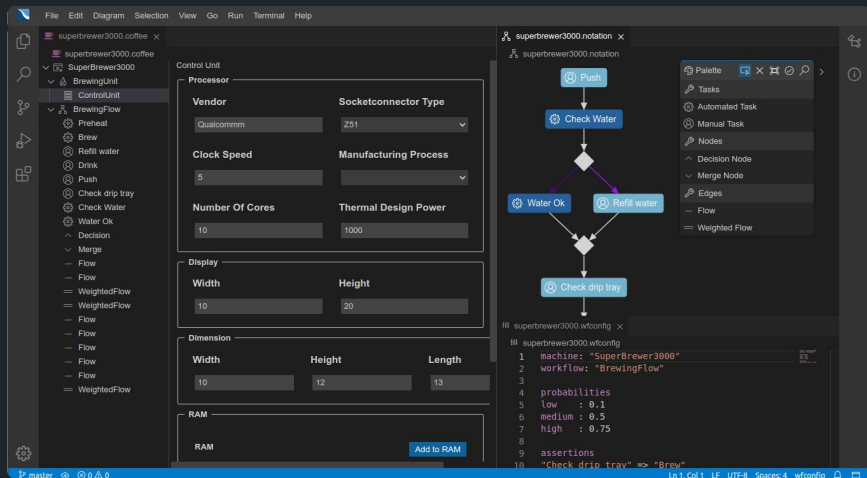 File Edit Diagram Selection View Go Run Terminal Help
superbrewer3000.coffee
superbrewer3000.coffee
SuperBrewer3000
BrewingUnit
ControlUnit
BrewingFlow
Preheat
Brew
Refill water
Drink
Push
Check drip tray
Check Water
Water Ok
Decision
Merge
Flow
Flow
WeightedFlow
WeightedFlow
Flow
Flow
Flow
Flow
Flow
WeightedFlow
Control Unit
Processor
Vendor Socketconnector Type
Qualcommm Z51
Clock Speed Manufacturing Process
5
Number Of Cores Thermal Design Power
10 1000
Display
Width Height
10 20
Dimension
Width Height Length
10 12 13
RAM
RAM Add to RAM
superbrewer3000.notation
superbrewer3000.notation
Push
Check Water
Water Ok Refill water
Check drip tray
Palette
Tasks
Automated Task
Manual Task
Nodes
Decision Node
Merge Node
Edges
Flow
Weighted Flow
superbrewer3000.wfconfig
superbrewer3000.wfconfig
1 machine: "SuperBrewer3000"
2 workflow: "BrewingFlow"
3
4 probabilities
5 low : 0.1
6 medium : 0.5
7 high : 0.75
8
9 assertions
10 "Check drip tray" => "Brew"
master 0 0 Ln 1, Col 1 LF UTF-8 Spaces: 4 wfconfig